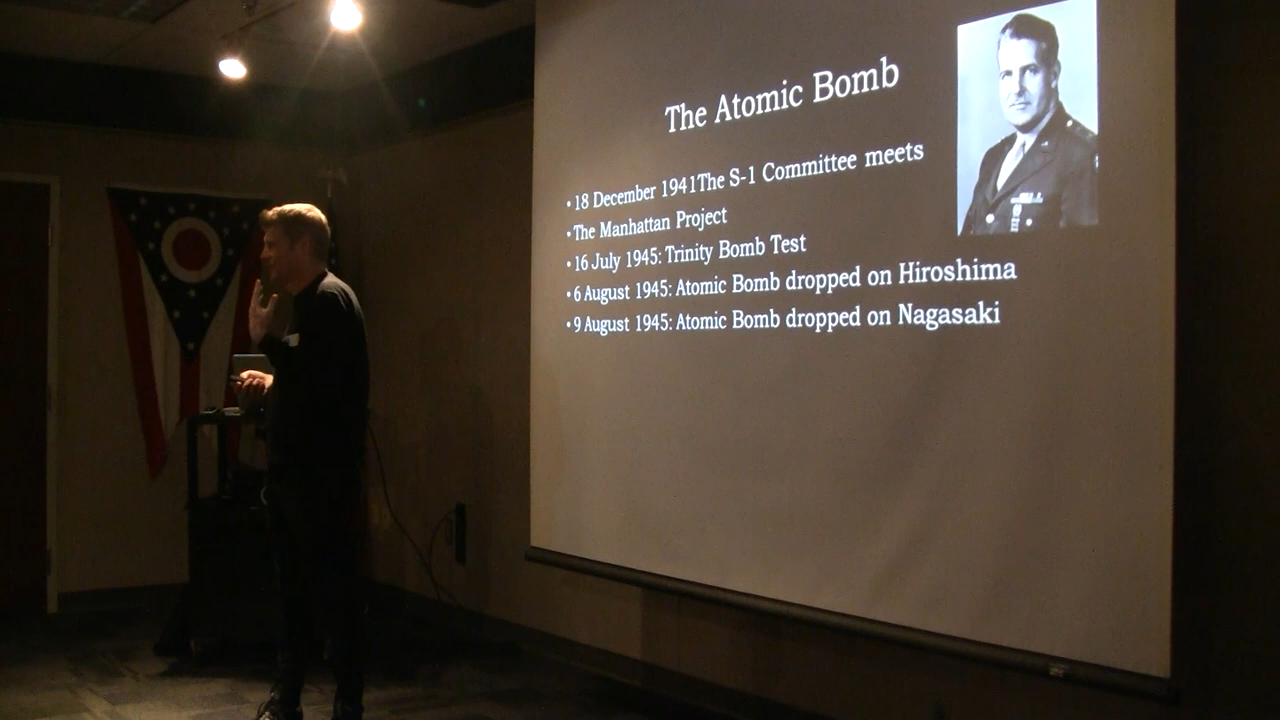 The Atomic Bomb
• 18 December 1941The S-1 Committee meets
• The Manhattan Project
• 16 July 1945: Trinity Bomb Test
• 6 August 1945: Atomic Bomb dropped on Hiroshima
• 9 August 1945: Atomic Bomb dropped on Nagasaki